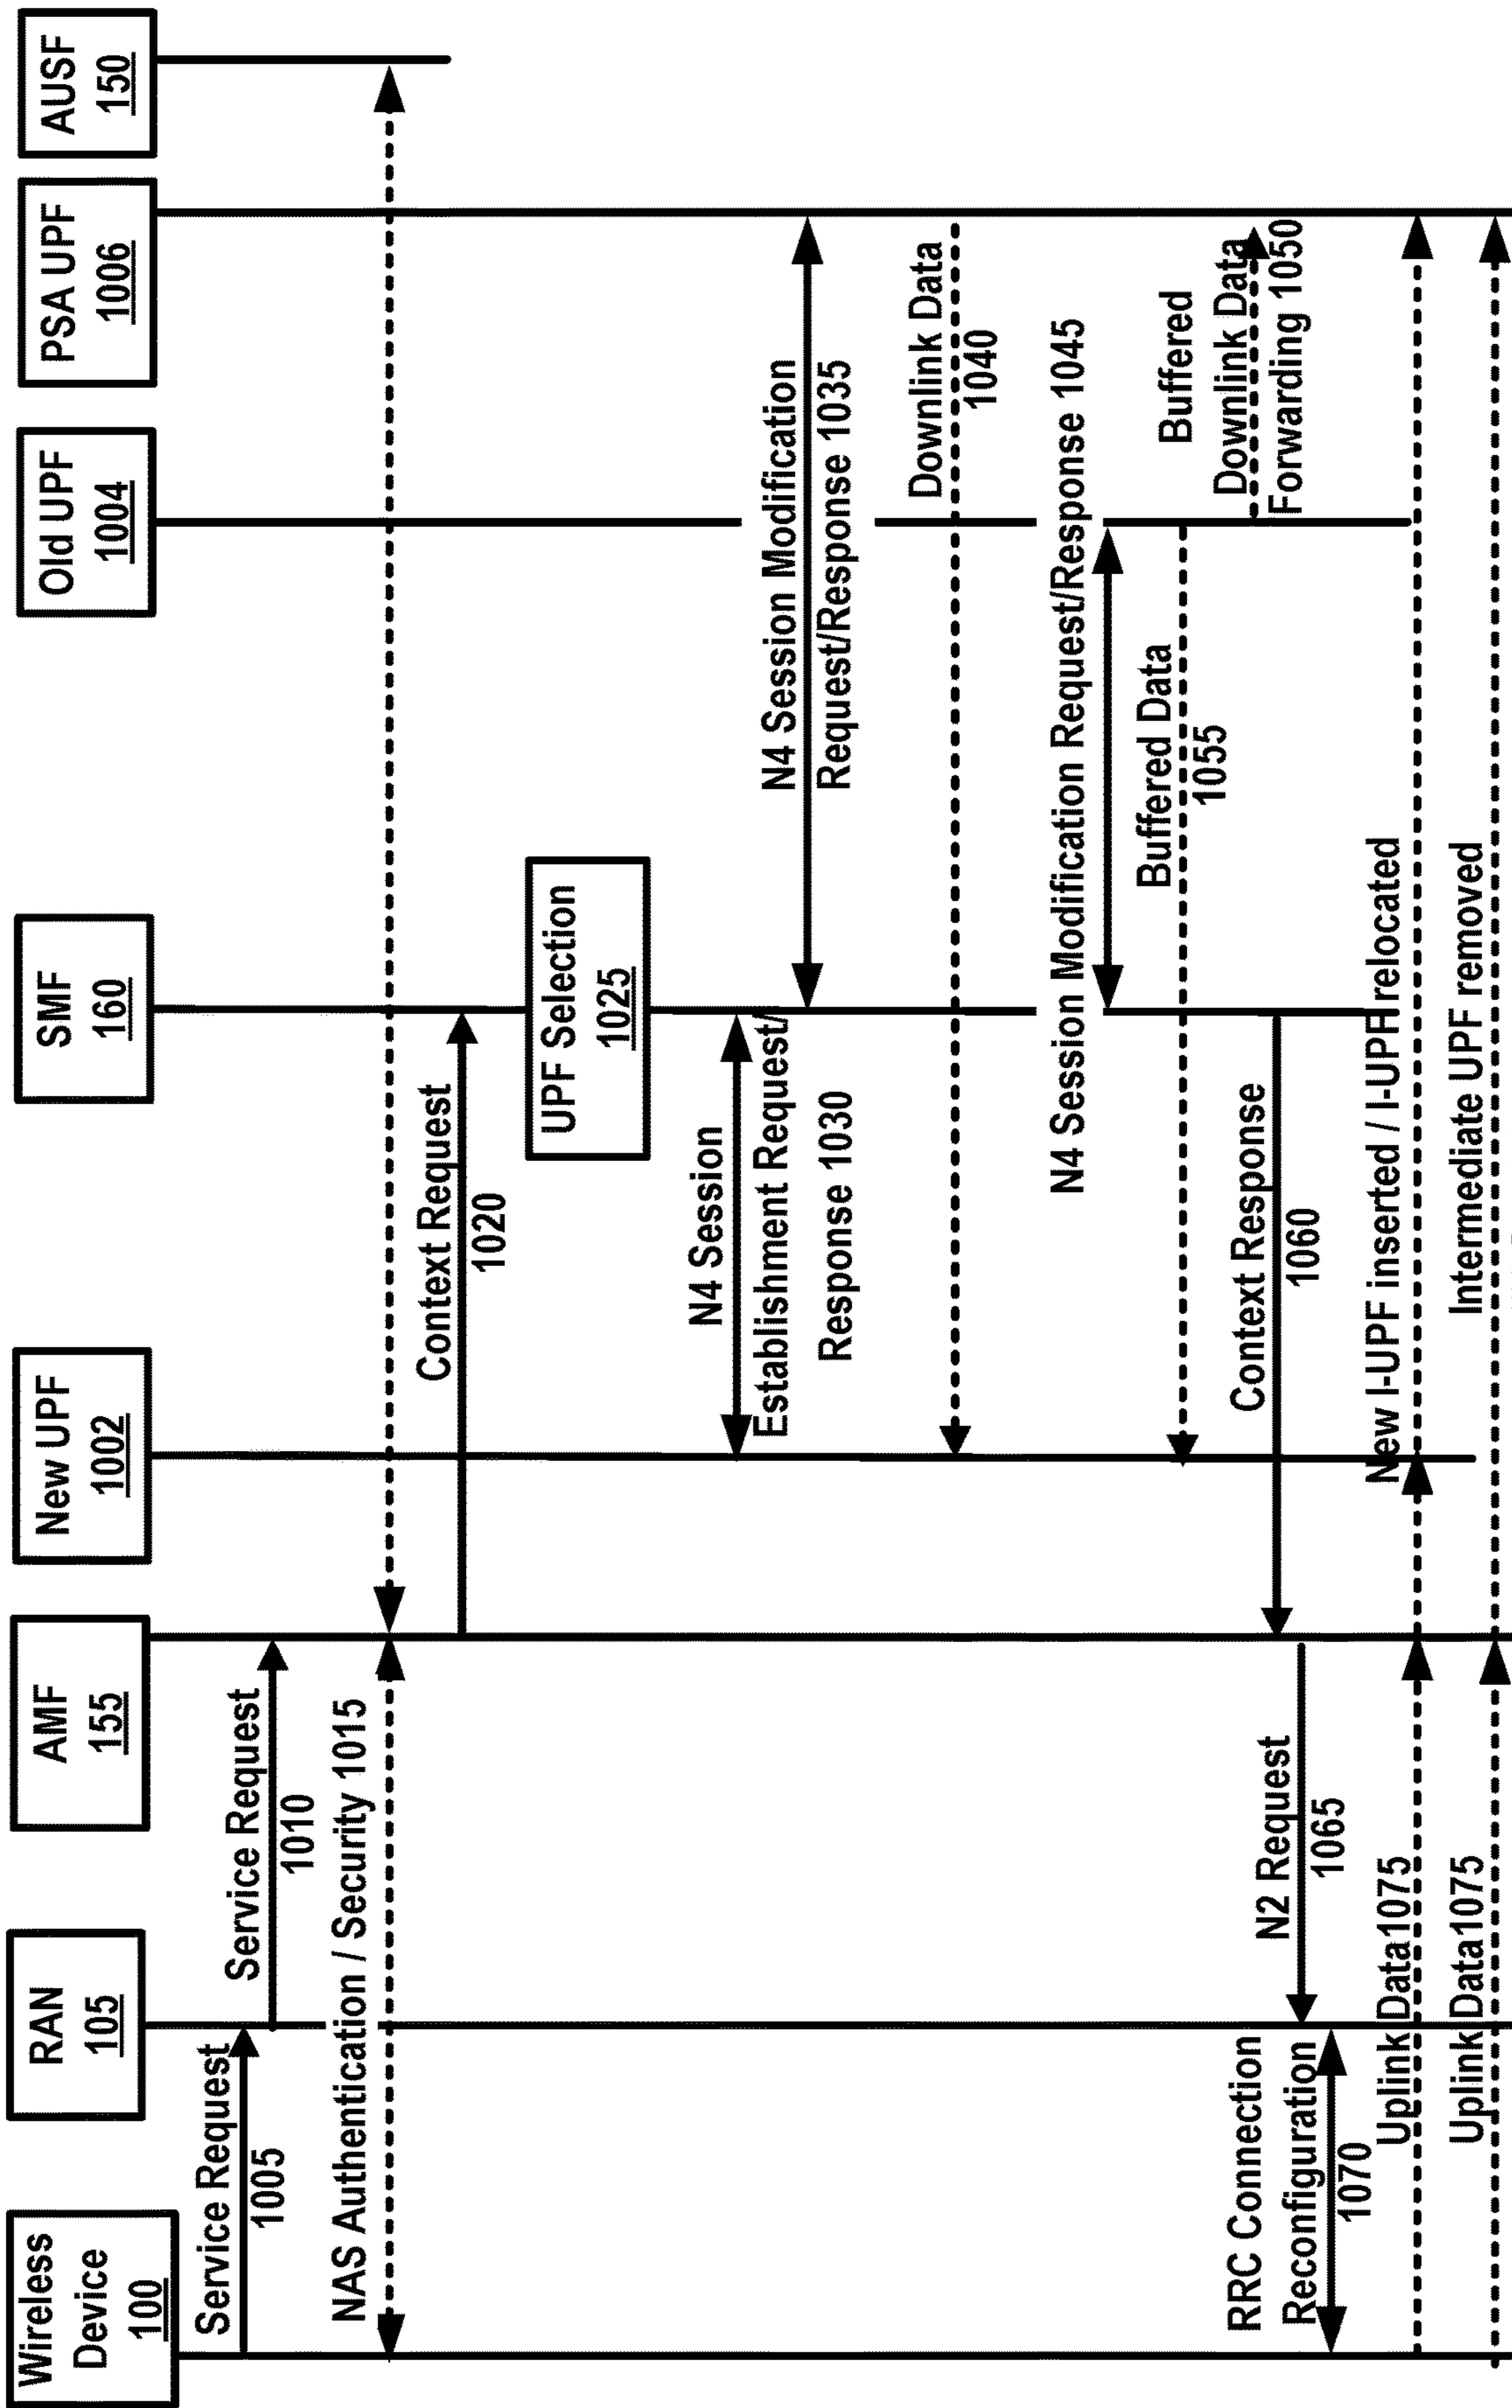 Wireless
Device
100
RAN
105
AMF
155
New UPF
1002
SMF
160
Old UPF
1004
PSA UPF
1006
AUSF
150
Service Request
1005
Service Request
1010
NAS Authentication / Security 1015
Context Request
1020
UPF Selection
1025
N4 Session
Establishment Request/
Response 1030
N4 Session Modification
Request/Response 1035
Downlink Data
1040
N4 Session Modification Request/Response 1045
Buffered Data
1055
Buffered
Downlink Data
Forwarding 1050
Context Response
1060
N2 Request
1065
RRC Connection
Reconfiguration
1070
Uplink Data1075
New I-UPF inserted / I-UPF relocated
Uplink Data1075
Intermediate UPF removed